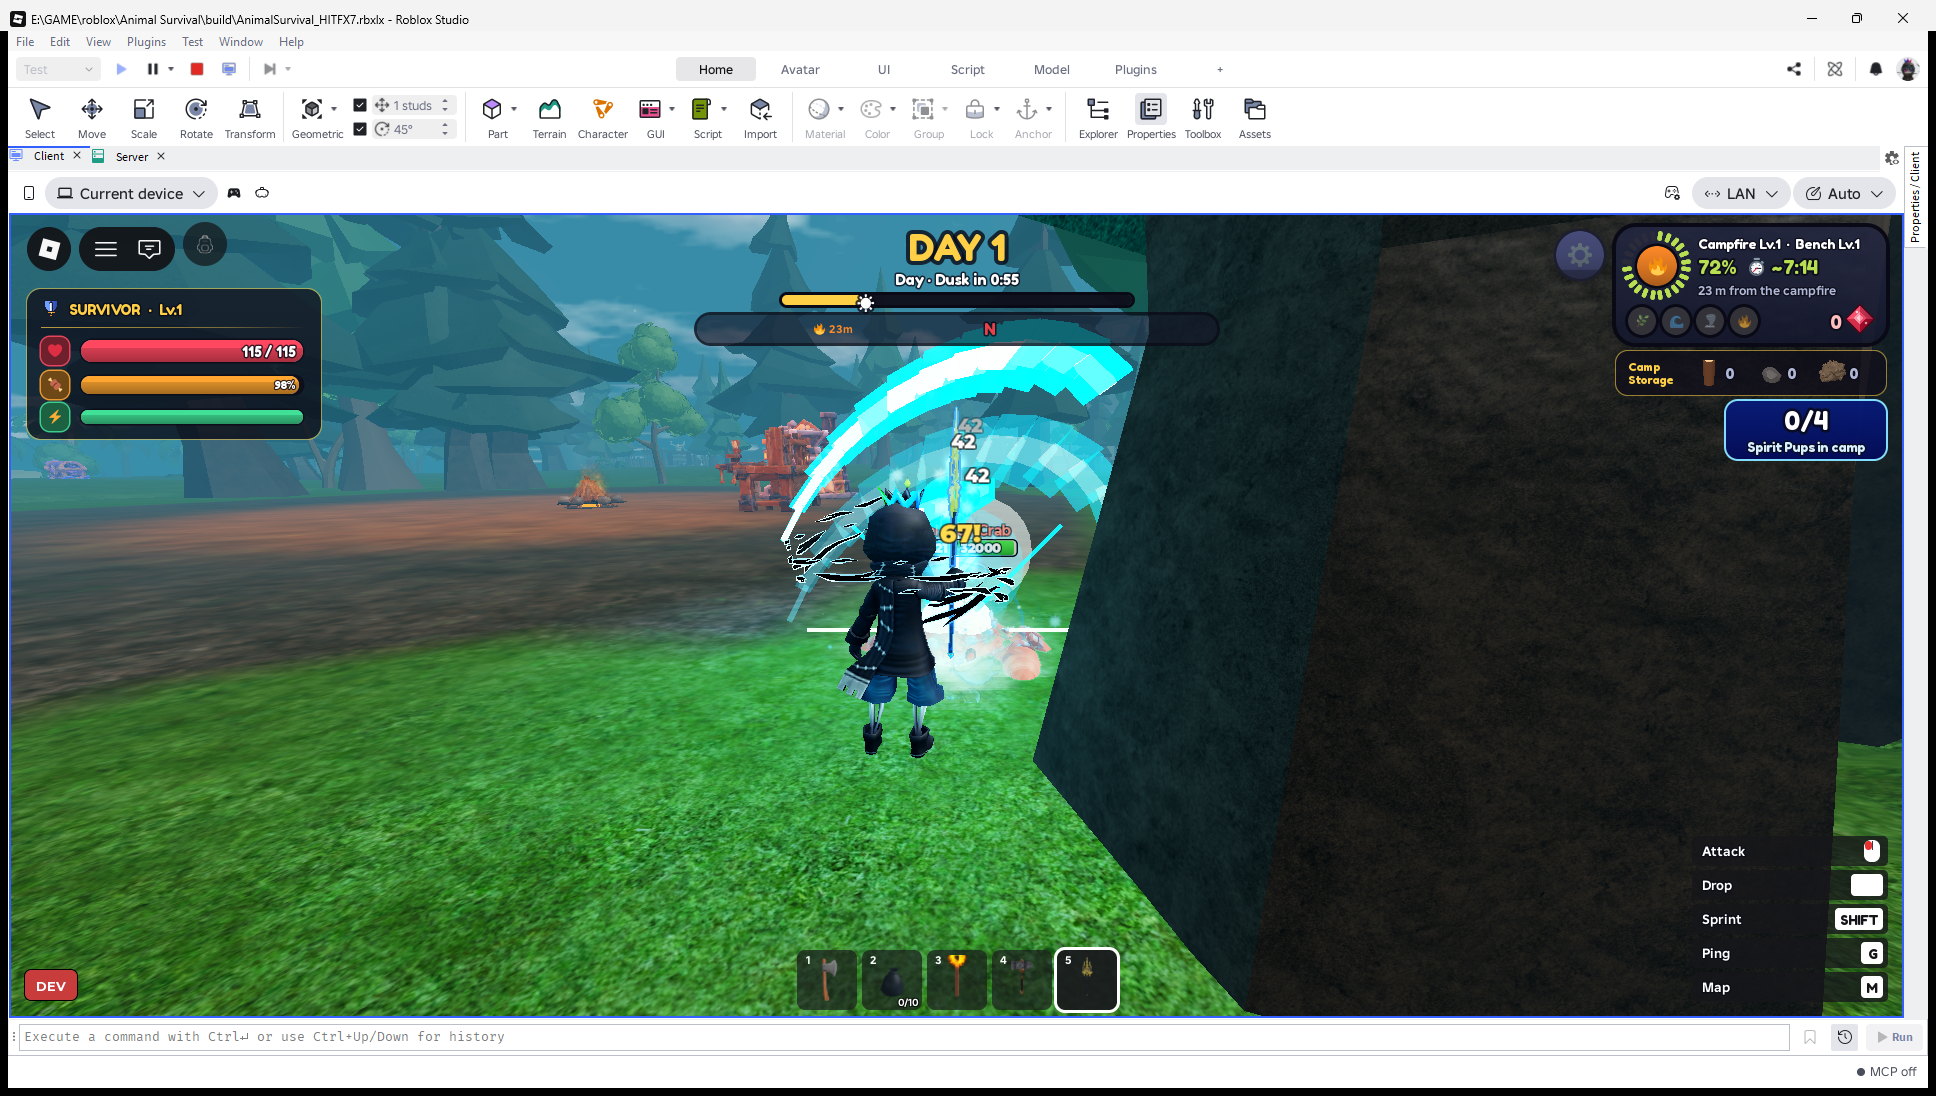 E:\GAME\roblox\Animal Survival\build\AnimalSurvival_HITFX7.rbxlx - Roblox Studio
File Edit View Plugins Test Window Help
Test
Home Avatar UI Script Model Plugins +
1 studs
45°
Select Move Scale Rotate Transform Geometric Part Terrain Character GUI Script Import Material Color Group Lock Anchor Explorer Properties Toolbox Assets
Client Server
Properties / Client
Current device
LAN Auto
DAY 1
Day · Dusk in 0:55
23m N
SURVIVOR · Lv.1
115 / 115
98%
Campfire Lv.1 · Bench Lv.1
72% ~7:14
23 m from the campfire
0
Camp Storage 0 0 0
0/4
Spirit Pups in camp
42
42
42
67!
Crab
32000
Attack
Drop
Sprint SHIFT
Ping G
Map M
DEV
1 2 3 4 5
0/10
Execute a command with Ctrl↵ or use Ctrl+Up/Down for history
Run
MCP off